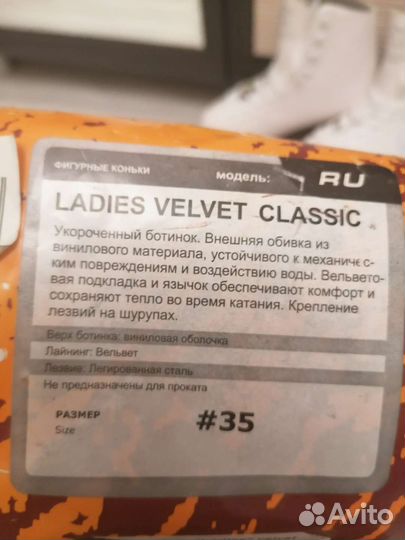 ФИГУРНЫЕ КОНЬКИ
модель: RU
LADIES VELVET CLASSIC
Укороченный ботинок. Внешняя обивка из
винилового материала, устойчивого к механичес-
ким повреждениям и воздействию воды. Вельвето-
вая подкладка и язычок обеспечивают комфорт и
сохраняют тепло во время катания. Крепление
лезвий на шурупах.
Верх ботинка: виниловая оболочка
Лайнинг: Вельвет
Лезвие: Легированная сталь
Не предназначены для проката
РАЗМЕР
Size
#35
Avito